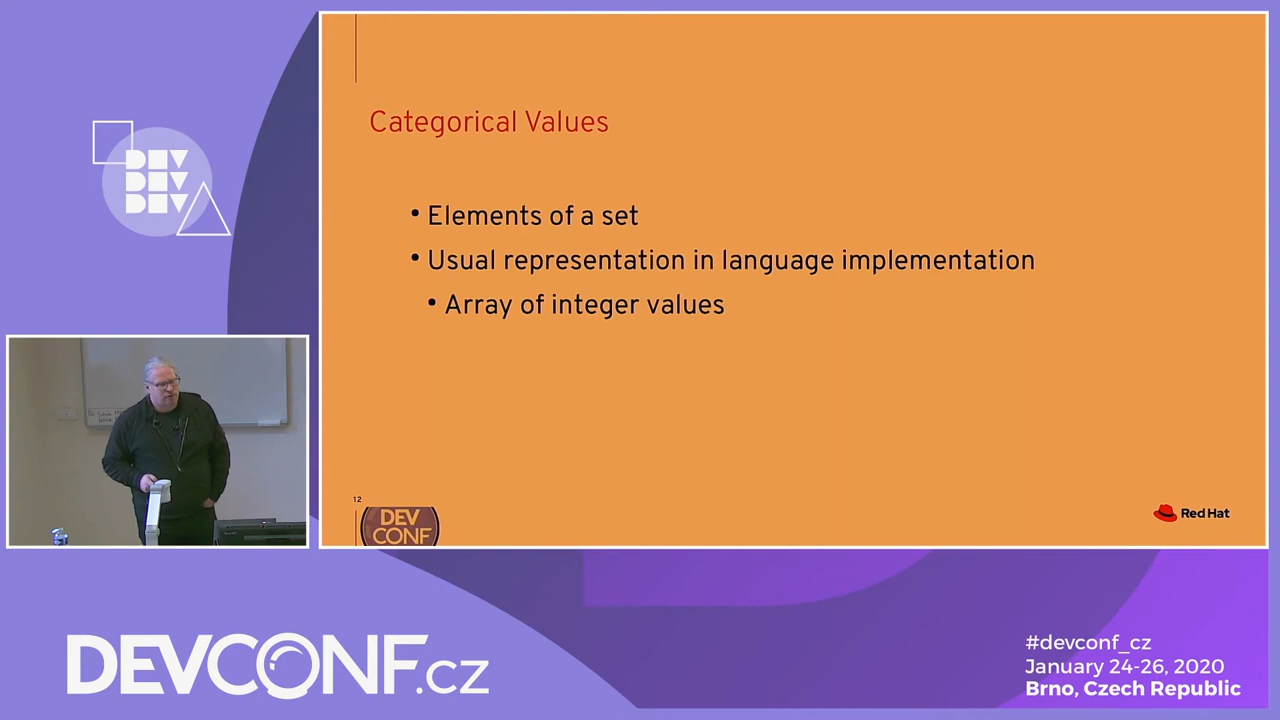 DEV
DEV
DEV
Categorical Values
• Elements of a set
• Usual representation in language implementation
• Array of integer values
12
DEV
CONF
Red Hat
DEVCONF.cz
#devconf_cz
January 24-26, 2020
Brno, Czech Republic